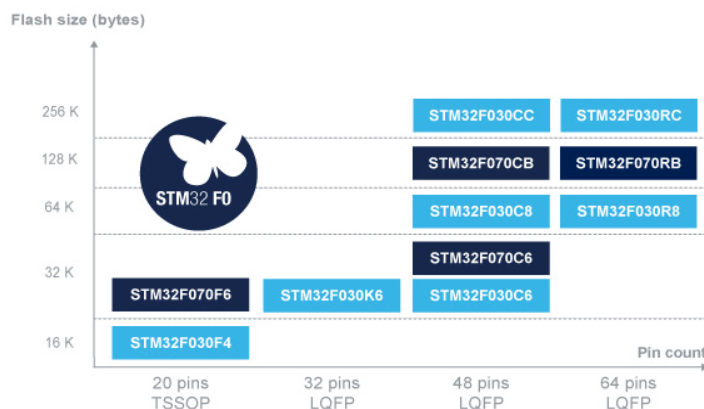 Flash size (bytes)
256 K
STM32F030CC
STM32F030RC
128 K
STM32F070CB
STM32F070RB
STM32 F0
64 K
STM32F030C8
STM32F030R8
STM32F070C6
32 K
STM32F070F6
STM32F030K6
STM32F030C6
16 K
STM32F030F4
Pin count
20 pins
TSSOP
32 pins
LQFP
48 pins
LQFP
64 pins
LQFP